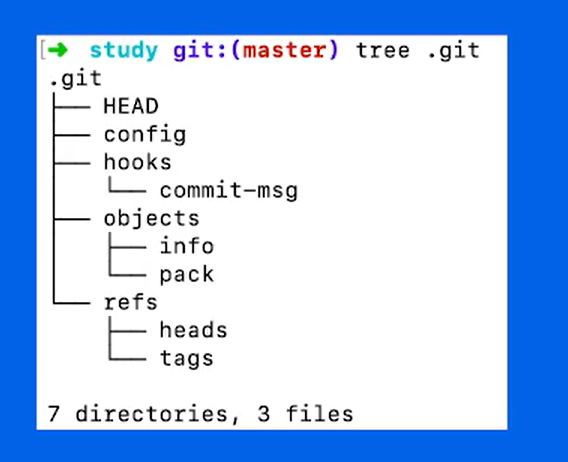 [➜ study git:(master) tree .git
.git
├── HEAD
├── config
├── hooks
│   └── commit-msg
├── objects
│   ├── info
│   └── pack
└── refs
    ├── heads
    └── tags
7 directories, 3 files